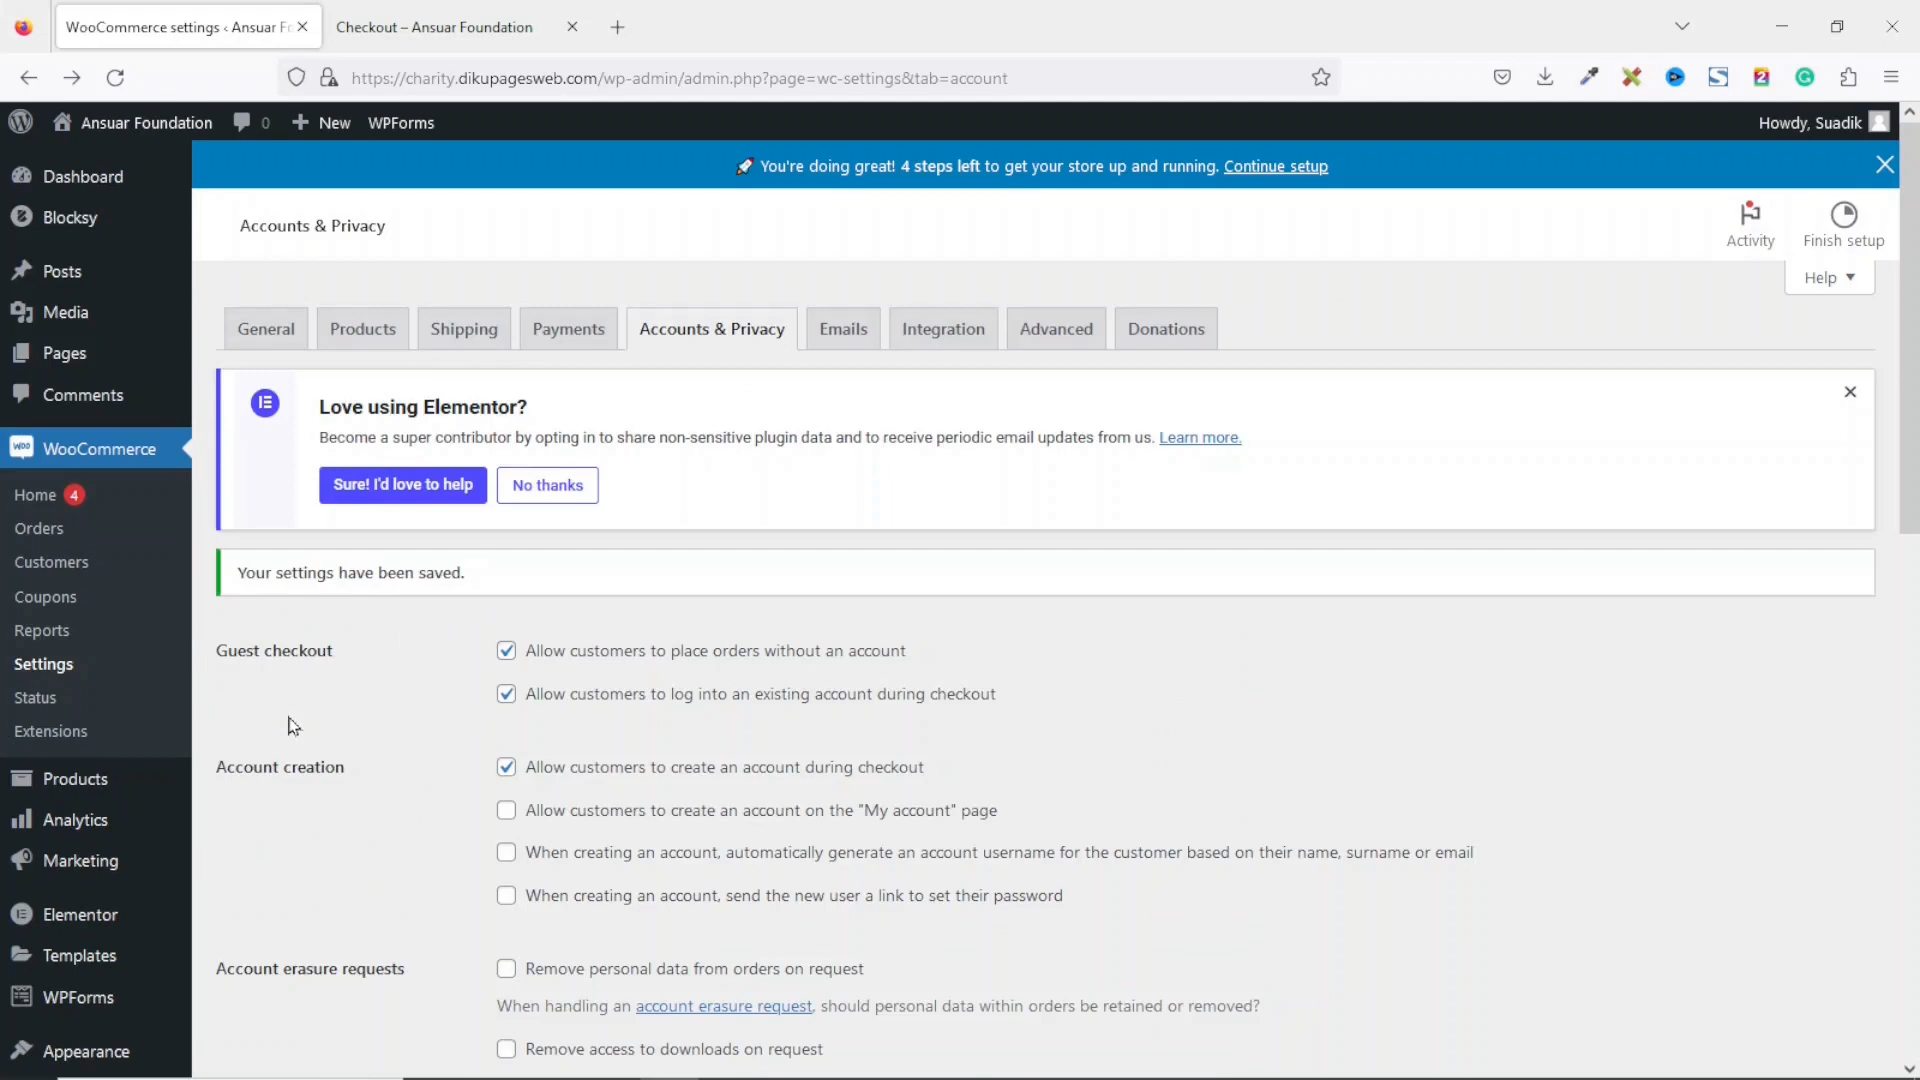 WooCommerce settings ‹ Ansuar Fo
Checkout – Ansuar Foundation
https://charity.dikupagesweb.com/wp-admin/admin.php?page=wc-settings&tab=account
Ansuar Foundation
0
New
WPForms
Howdy, Suadik
Dashboard
Blocksy
Posts
Media
Pages
Comments
WooCommerce
Home 4
Orders
Customers
Coupons
Reports
Settings
Status
Extensions
Products
Analytics
Marketing
Elementor
Templates
WPForms
Appearance
You're doing great! 4 steps left to get your store up and running. Continue setup
Accounts & Privacy
Activity
Finish setup
Help
General
Products
Shipping
Payments
Accounts & Privacy
Emails
Integration
Advanced
Donations
Love using Elementor?
Become a super contributor by opting in to share non-sensitive plugin data and to receive periodic email updates from us. Learn more.
Sure! I'd love to help
No thanks
Your settings have been saved.
Guest checkout
Allow customers to place orders without an account
Allow customers to log into an existing account during checkout
Account creation
Allow customers to create an account during checkout
Allow customers to create an account on the "My account" page
When creating an account, automatically generate an account username for the customer based on their name, surname or email
When creating an account, send the new user a link to set their password
Account erasure requests
Remove personal data from orders on request
When handling an account erasure request, should personal data within orders be retained or removed?
Remove access to downloads on request